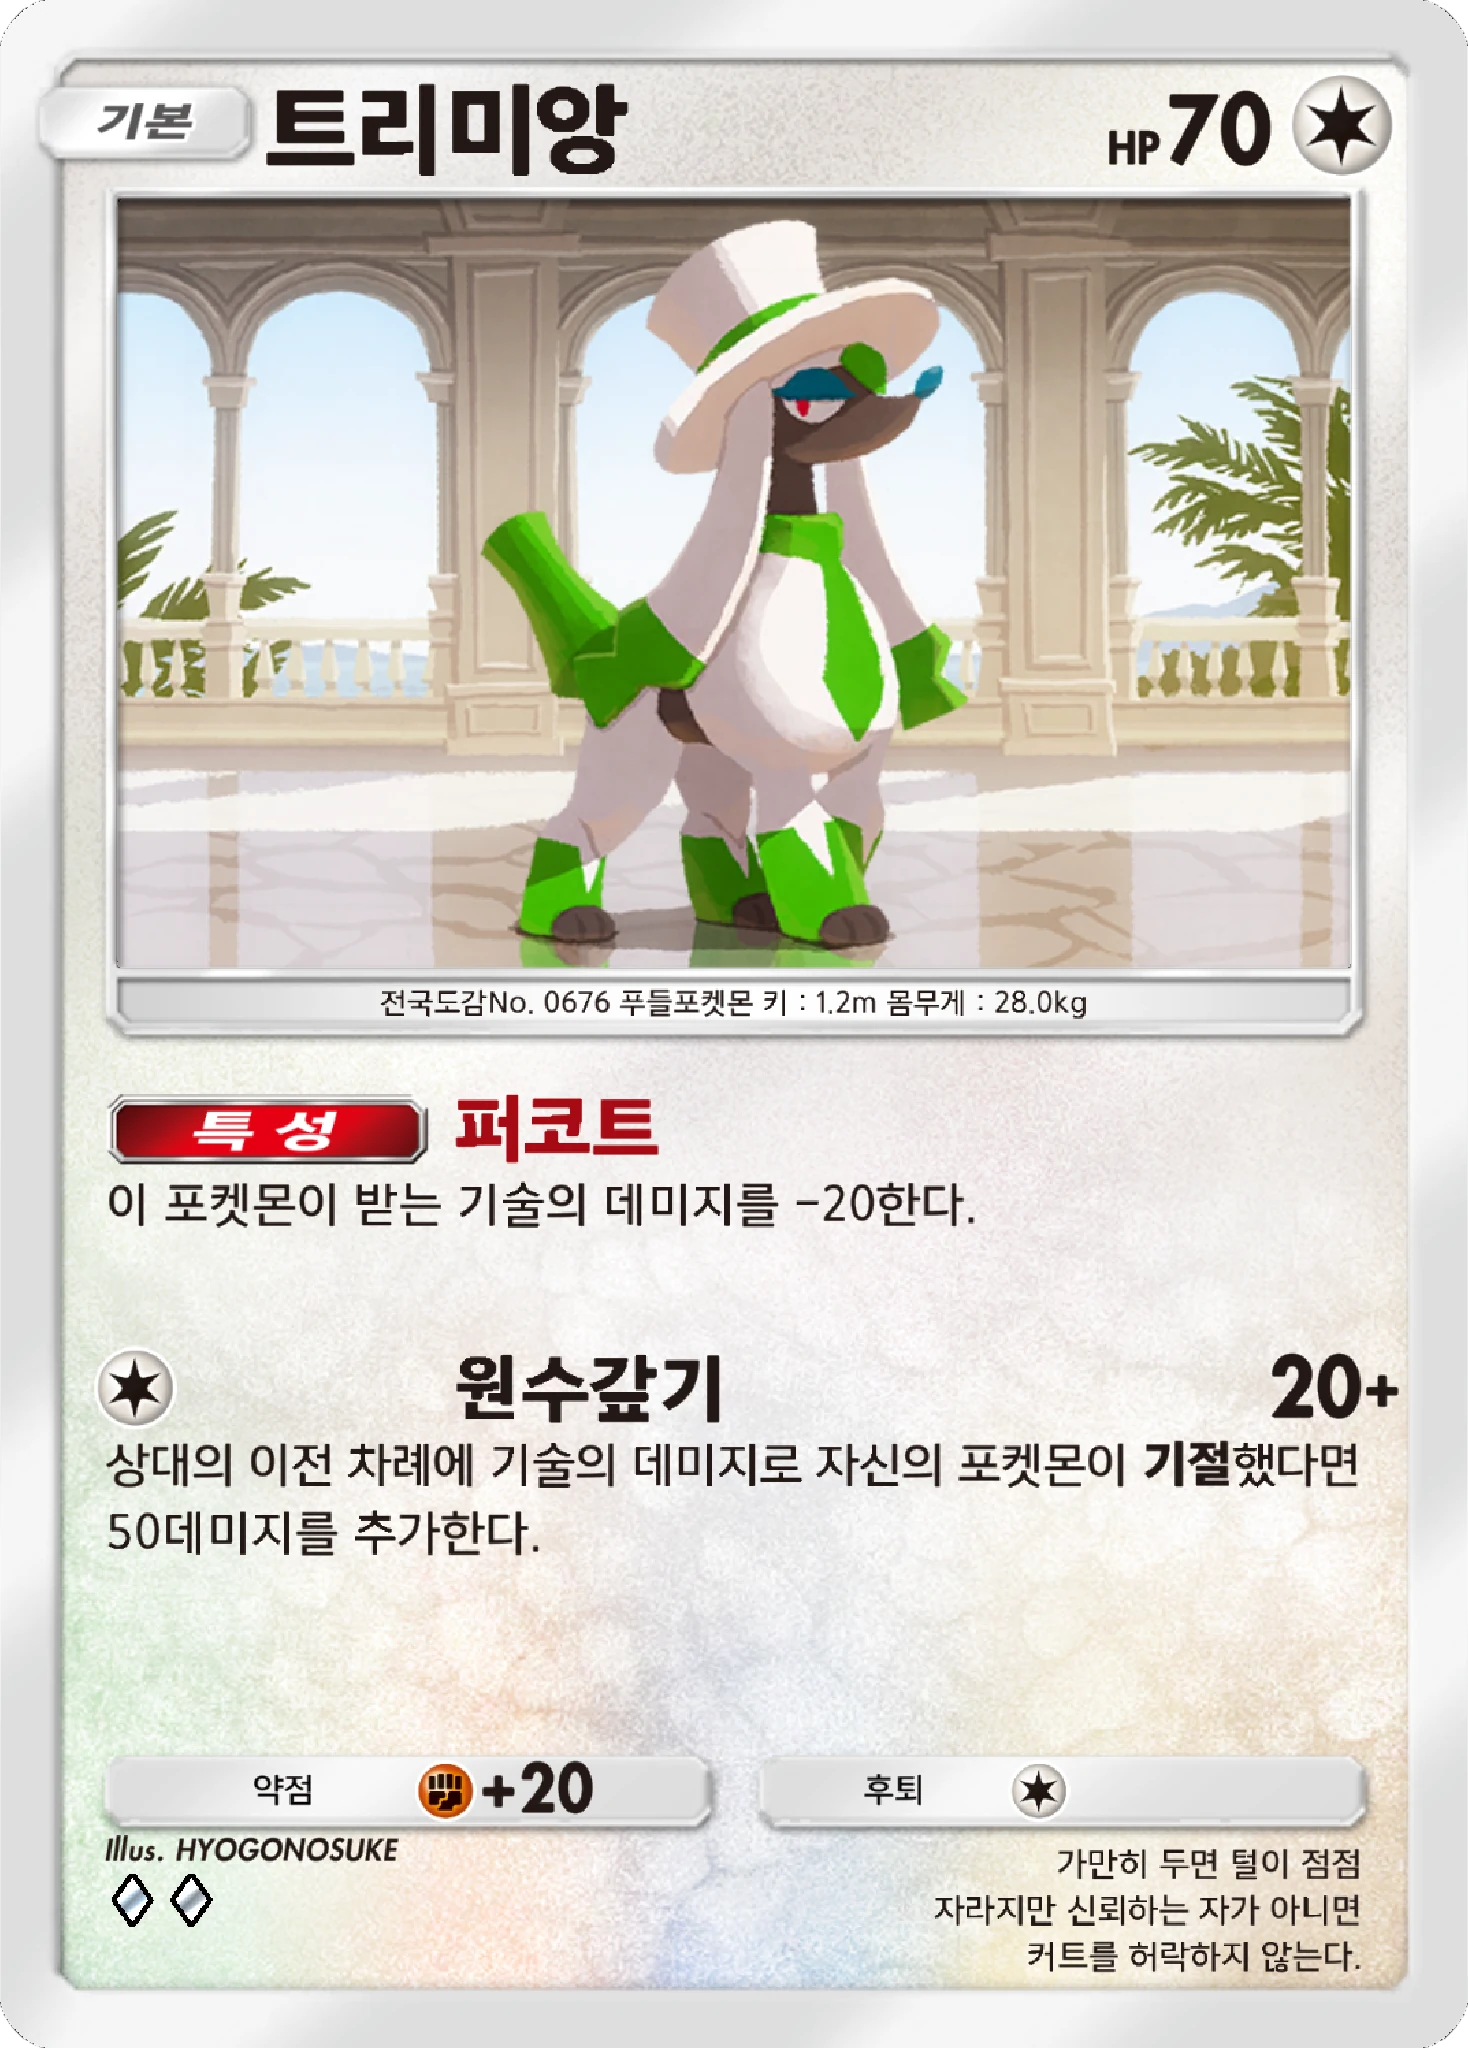 기본
트리미앙
HP 70
전국도감No. 0676 푸들포켓몬 키 : 1.2m 몸무게 : 28.0kg
특성 퍼코트
이 포켓몬이 받는 기술의 데미지를 -20한다.
원수갚기 20+
상대의 이전 차례에 기술의 데미지로 자신의 포켓몬이 기절했다면
50데미지를 추가한다.
약점 +20 후퇴
Illus. HYOGONOSUKE
가만히 두면 털이 점점
자라지만 신뢰하는 자가 아니면
커트를 허락하지 않는다.